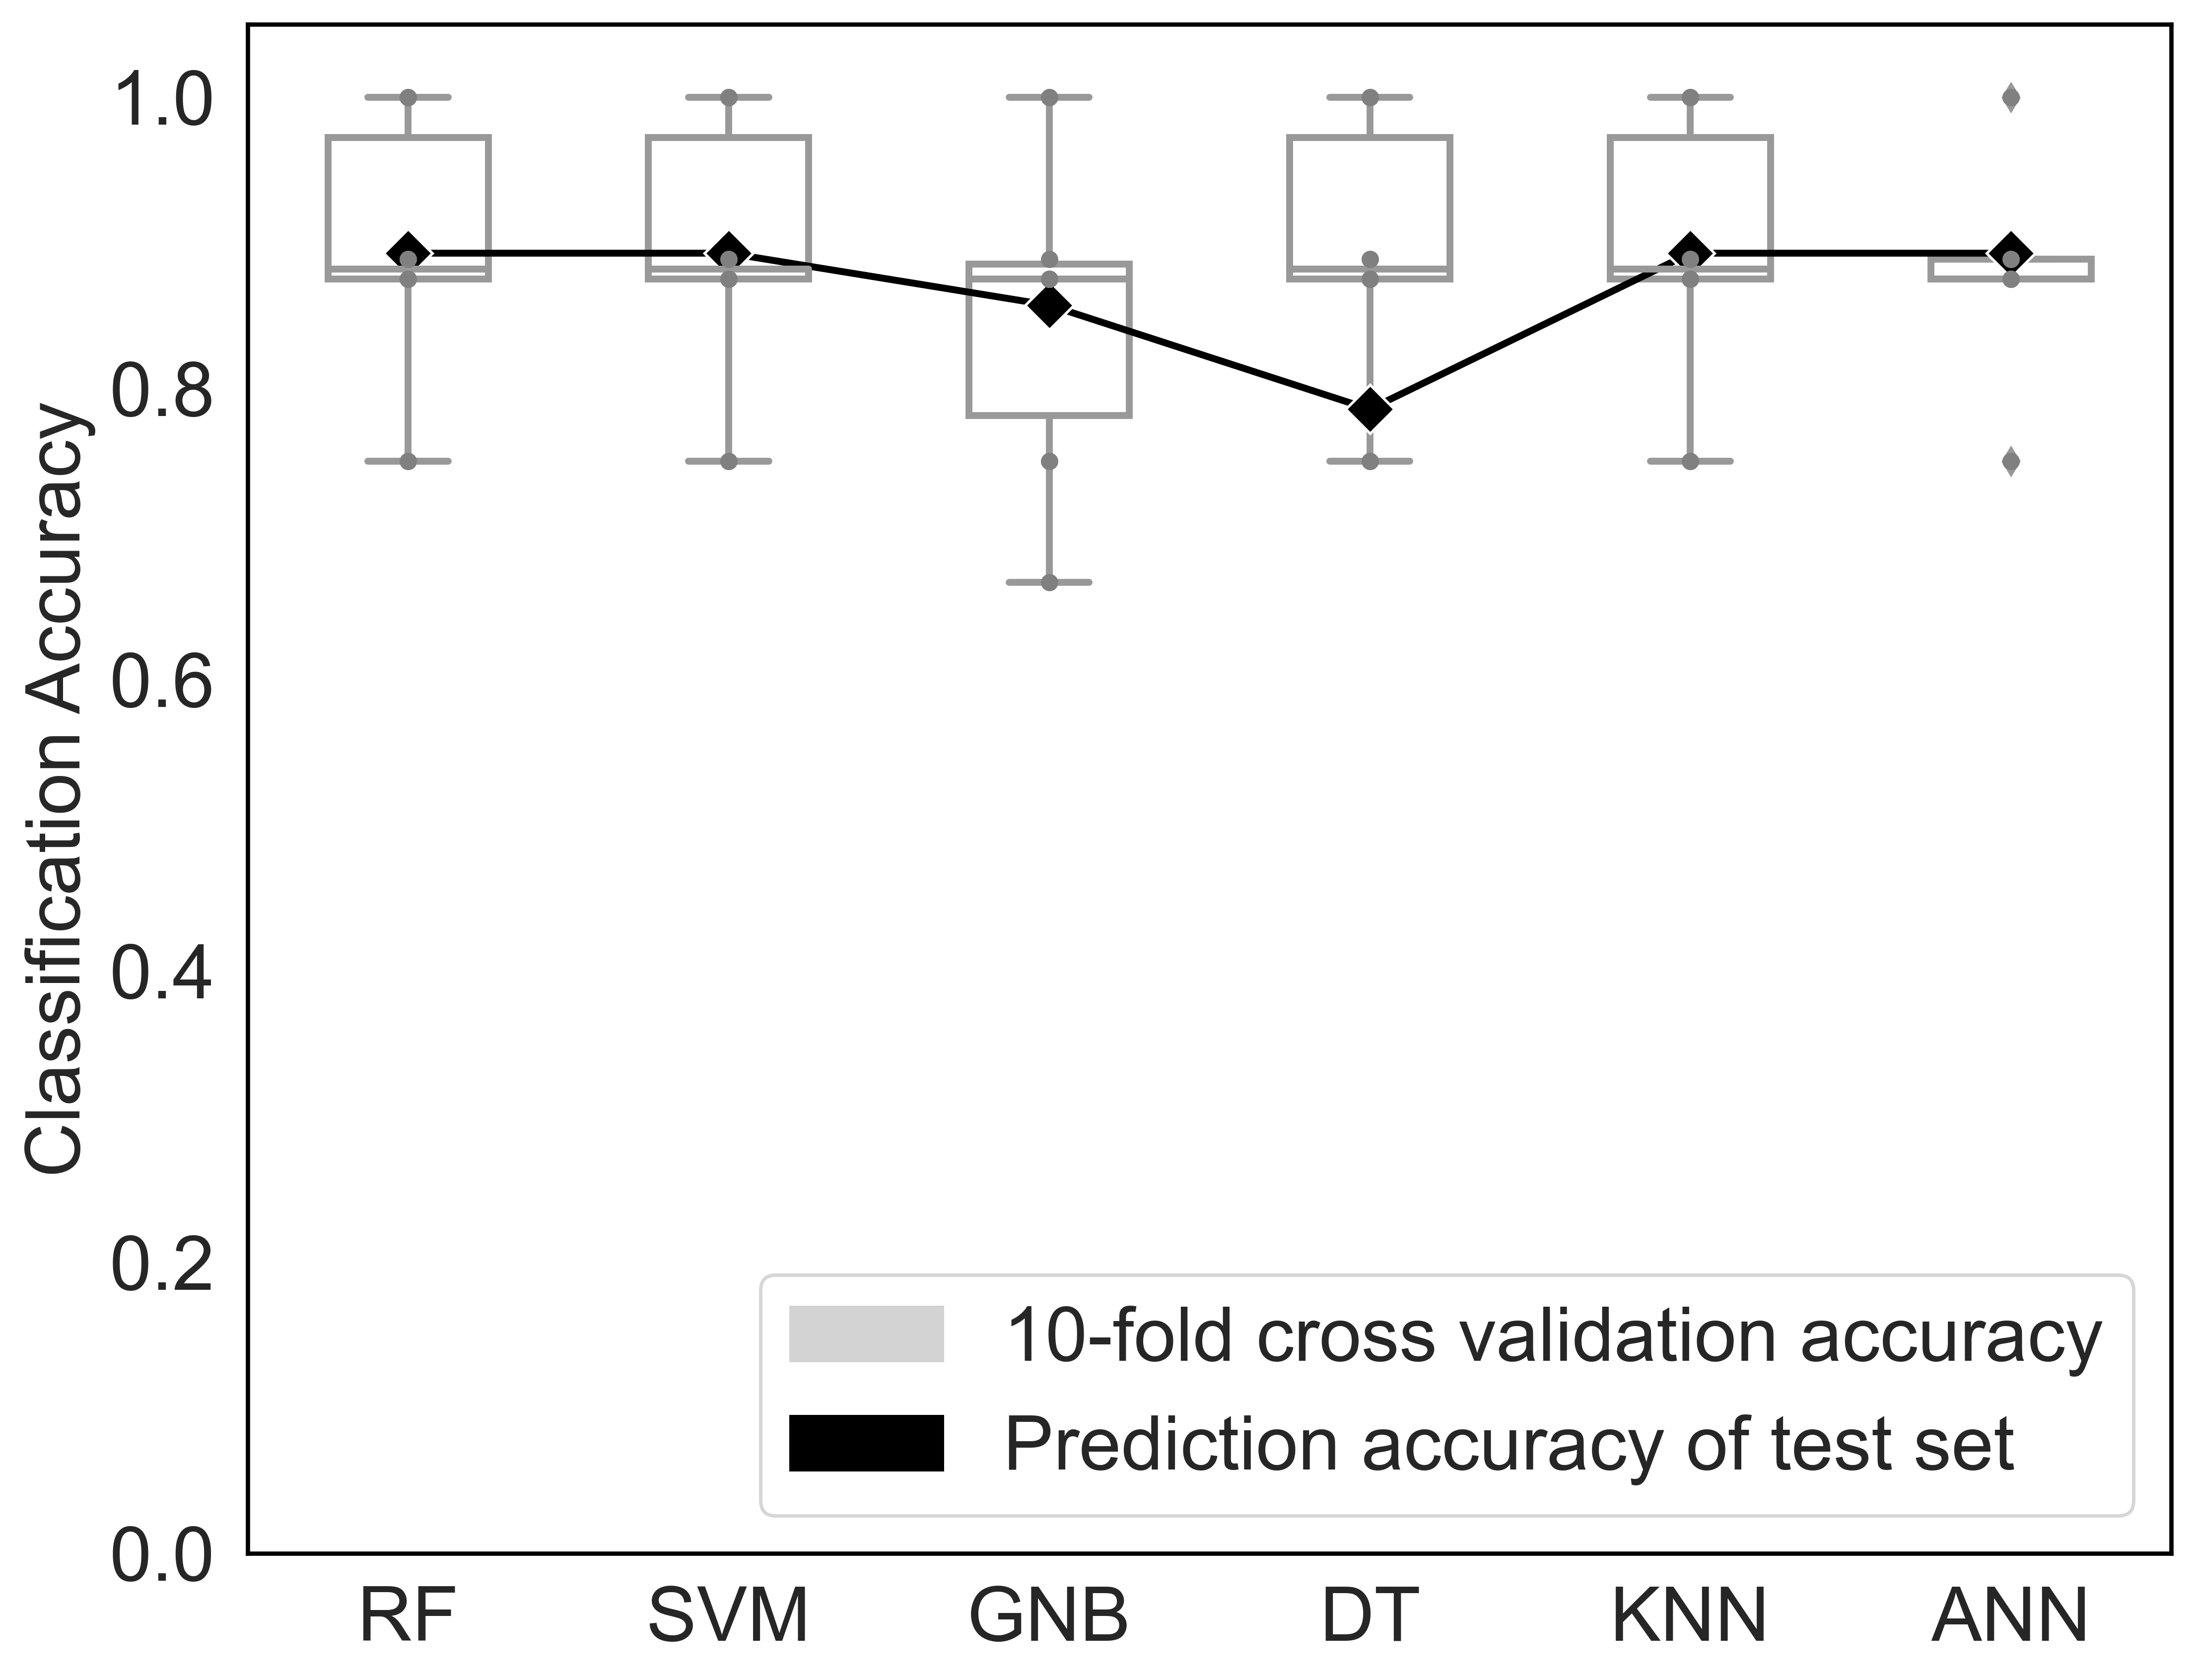 Classification Accuracy
1.0
0.8
0.6
0.4
0.2
0.0
10-fold cross validation accuracy
Prediction accuracy of test set
RF SVM GNB DT KNN ANN